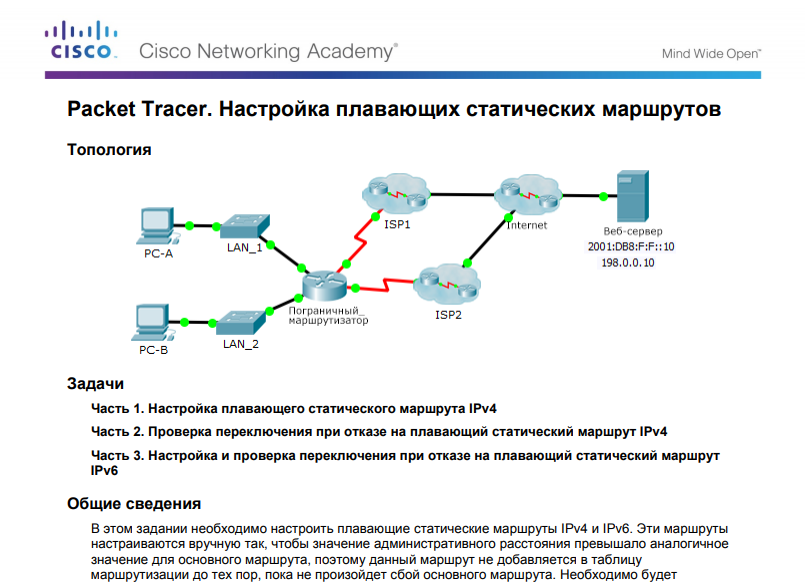 CISCO
Cisco Networking Academy®
Mind Wide Open™
Packet Tracer. Настройка плавающих статических маршрутов
Топология
PC-A
LAN_1
ISP1
Internet
Веб-сервер
2001:DB8:F:F::10
198.0.0.10
Пограничный_
маршрутизатор
ISP2
PC-B
LAN_2
Задачи
Часть 1. Настройка плавающего статического маршрута IPv4
Часть 2. Проверка переключения при отказе на плавающий статический маршрут IPv4
Часть 3. Настройка и проверка переключения при отказе на плавающий статический маршрут
IPv6
Общие сведения
В этом задании необходимо настроить плавающие статические маршруты IPv4 и IPv6. Эти маршруты
настраиваются вручную так, чтобы значение административного расстояния превышало аналогичное
значение для основного маршрута, поэтому данный маршрут не добавляется в таблицу
маршрутизации до тех пор, пока не произойдет сбой основного маршрута. Необходимо будет